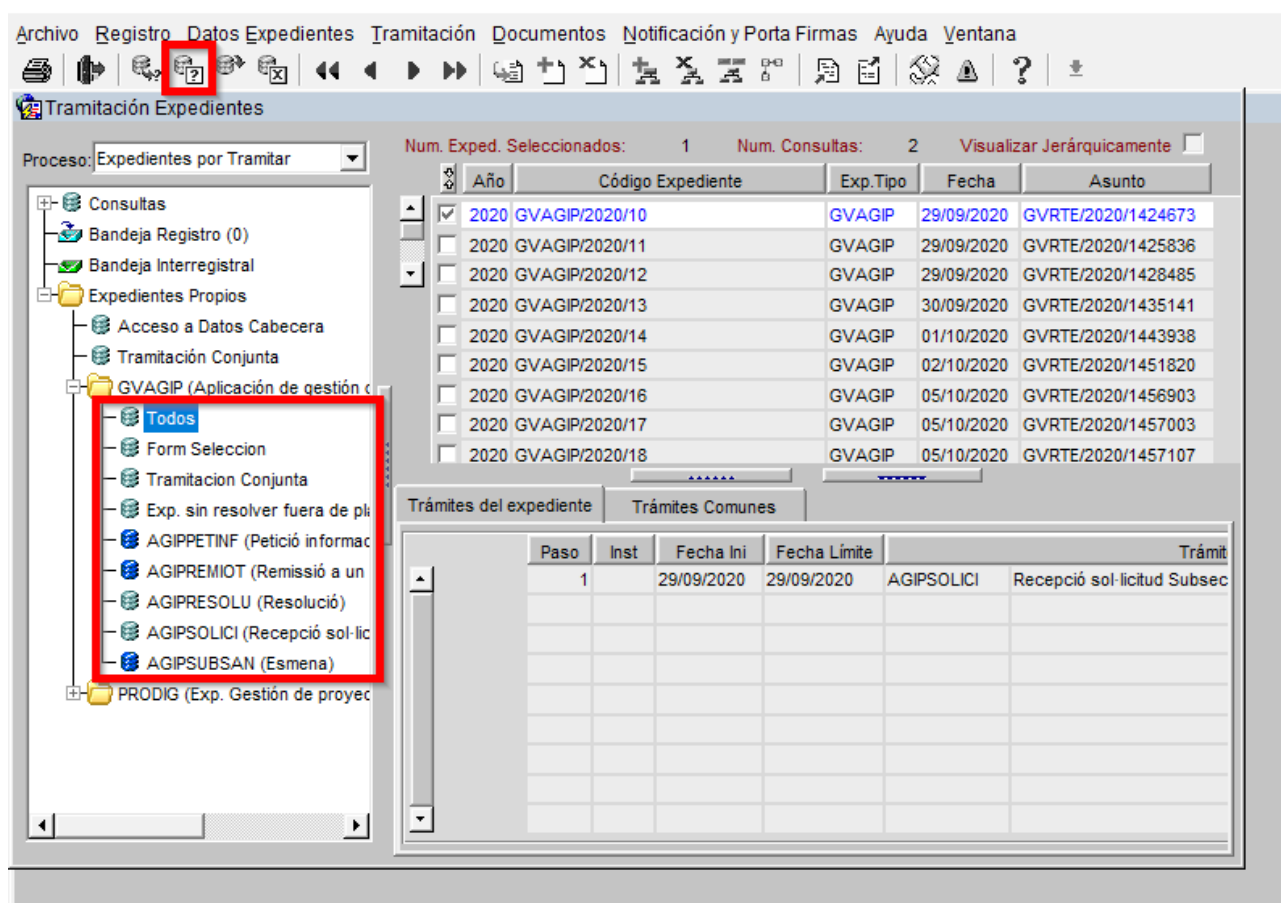 Archivo Registro Datos Expedientes Tramitación Documentos Notificación y Porta Firmas Ayuda Ventana
Tramitación Expedientes
Proceso: Expedientes por Tramitar
Consultas
Bandeja Registro (0)
Bandeja Interregistral
Expedientes Propios
Acceso a Datos Cabecera
Tramitación Conjunta
GVAGIP (Aplicación de gestión
Todos
Form Seleccion
Tramitacion Conjunta
Exp. sin resolver fuera de pla
AGIPPETINF (Petició informac
AGIPREMIOT (Remissió a un
AGIPRESOLU (Resolució)
AGIPSOLICI (Recepció sol·lic
AGIPSUBSAN (Esmena)
PRODIG (Exp. Gestión de proyec
Num. Exped. Seleccionados: 1 Num. Consultas: 2 Visualizar Jerárquicamente
Año Código Expediente Exp.Tipo Fecha Asunto
2020 GVAGIP/2020/10 GVAGIP 29/09/2020 GVRTE/2020/1424673
2020 GVAGIP/2020/11 GVAGIP 29/09/2020 GVRTE/2020/1425836
2020 GVAGIP/2020/12 GVAGIP 29/09/2020 GVRTE/2020/1428485
2020 GVAGIP/2020/13 GVAGIP 30/09/2020 GVRTE/2020/1435141
2020 GVAGIP/2020/14 GVAGIP 01/10/2020 GVRTE/2020/1443938
2020 GVAGIP/2020/15 GVAGIP 02/10/2020 GVRTE/2020/1451820
2020 GVAGIP/2020/16 GVAGIP 05/10/2020 GVRTE/2020/1456903
2020 GVAGIP/2020/17 GVAGIP 05/10/2020 GVRTE/2020/1457003
2020 GVAGIP/2020/18 GVAGIP 05/10/2020 GVRTE/2020/1457107
Trámites del expediente Trámites Comunes
Paso Inst Fecha Ini Fecha Límite Trámit
1 29/09/2020 29/09/2020 AGIPSOLICI Recepció sol·licitud Subsec